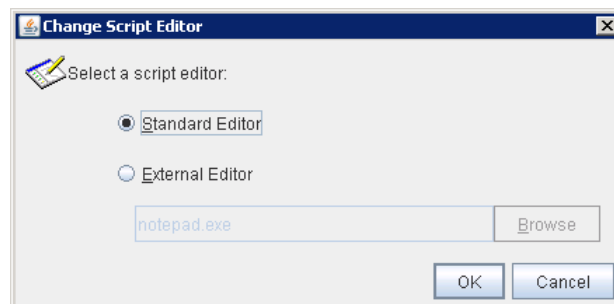 Change Script Editor
Select a script editor:
Standard Editor
External Editor
notepad.exe Browse
OK Cancel